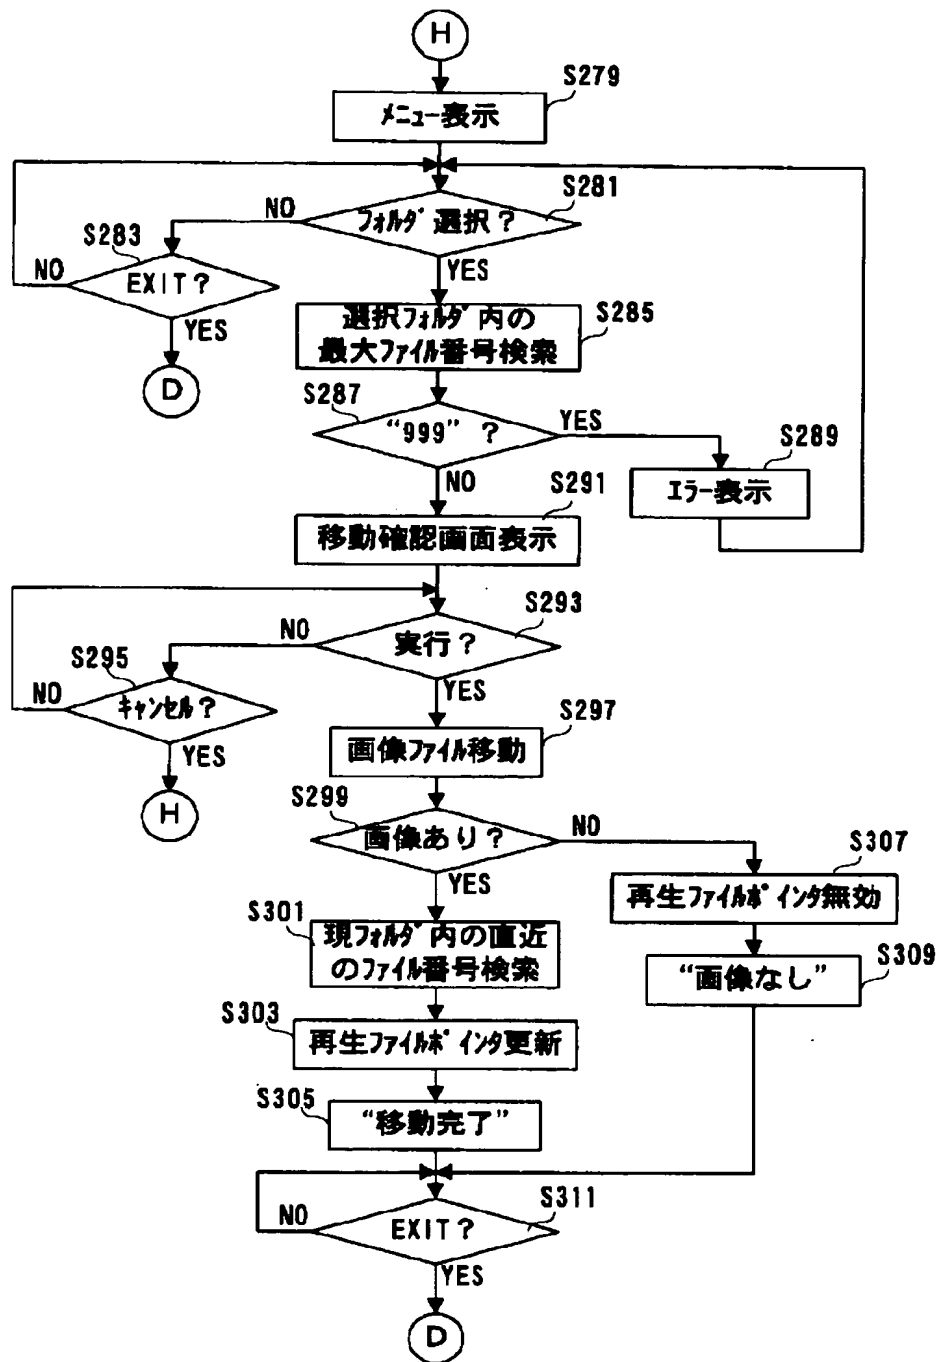 H
S279
メニュー表示
S281
フォルダ選択?
NO
YES
S283
EXIT?
NO
YES
D
S285
選択フォルダ内の
最大ファイル番号検索
S287
“999”?
YES
NO
S289
エラー表示
S291
移動確認画面表示
S293
実行?
NO
YES
S295
キャンセル?
NO
YES
H
S297
画像ファイル移動
S299
画像あり?
NO
YES
S301
現フォルダ内の直近
のファイル番号検索
S307
再生ファイルポインタ無効
S309
“画像なし”
S303
再生ファイルポインタ更新
S305
“移動完了”
S311
EXIT?
NO
YES
D